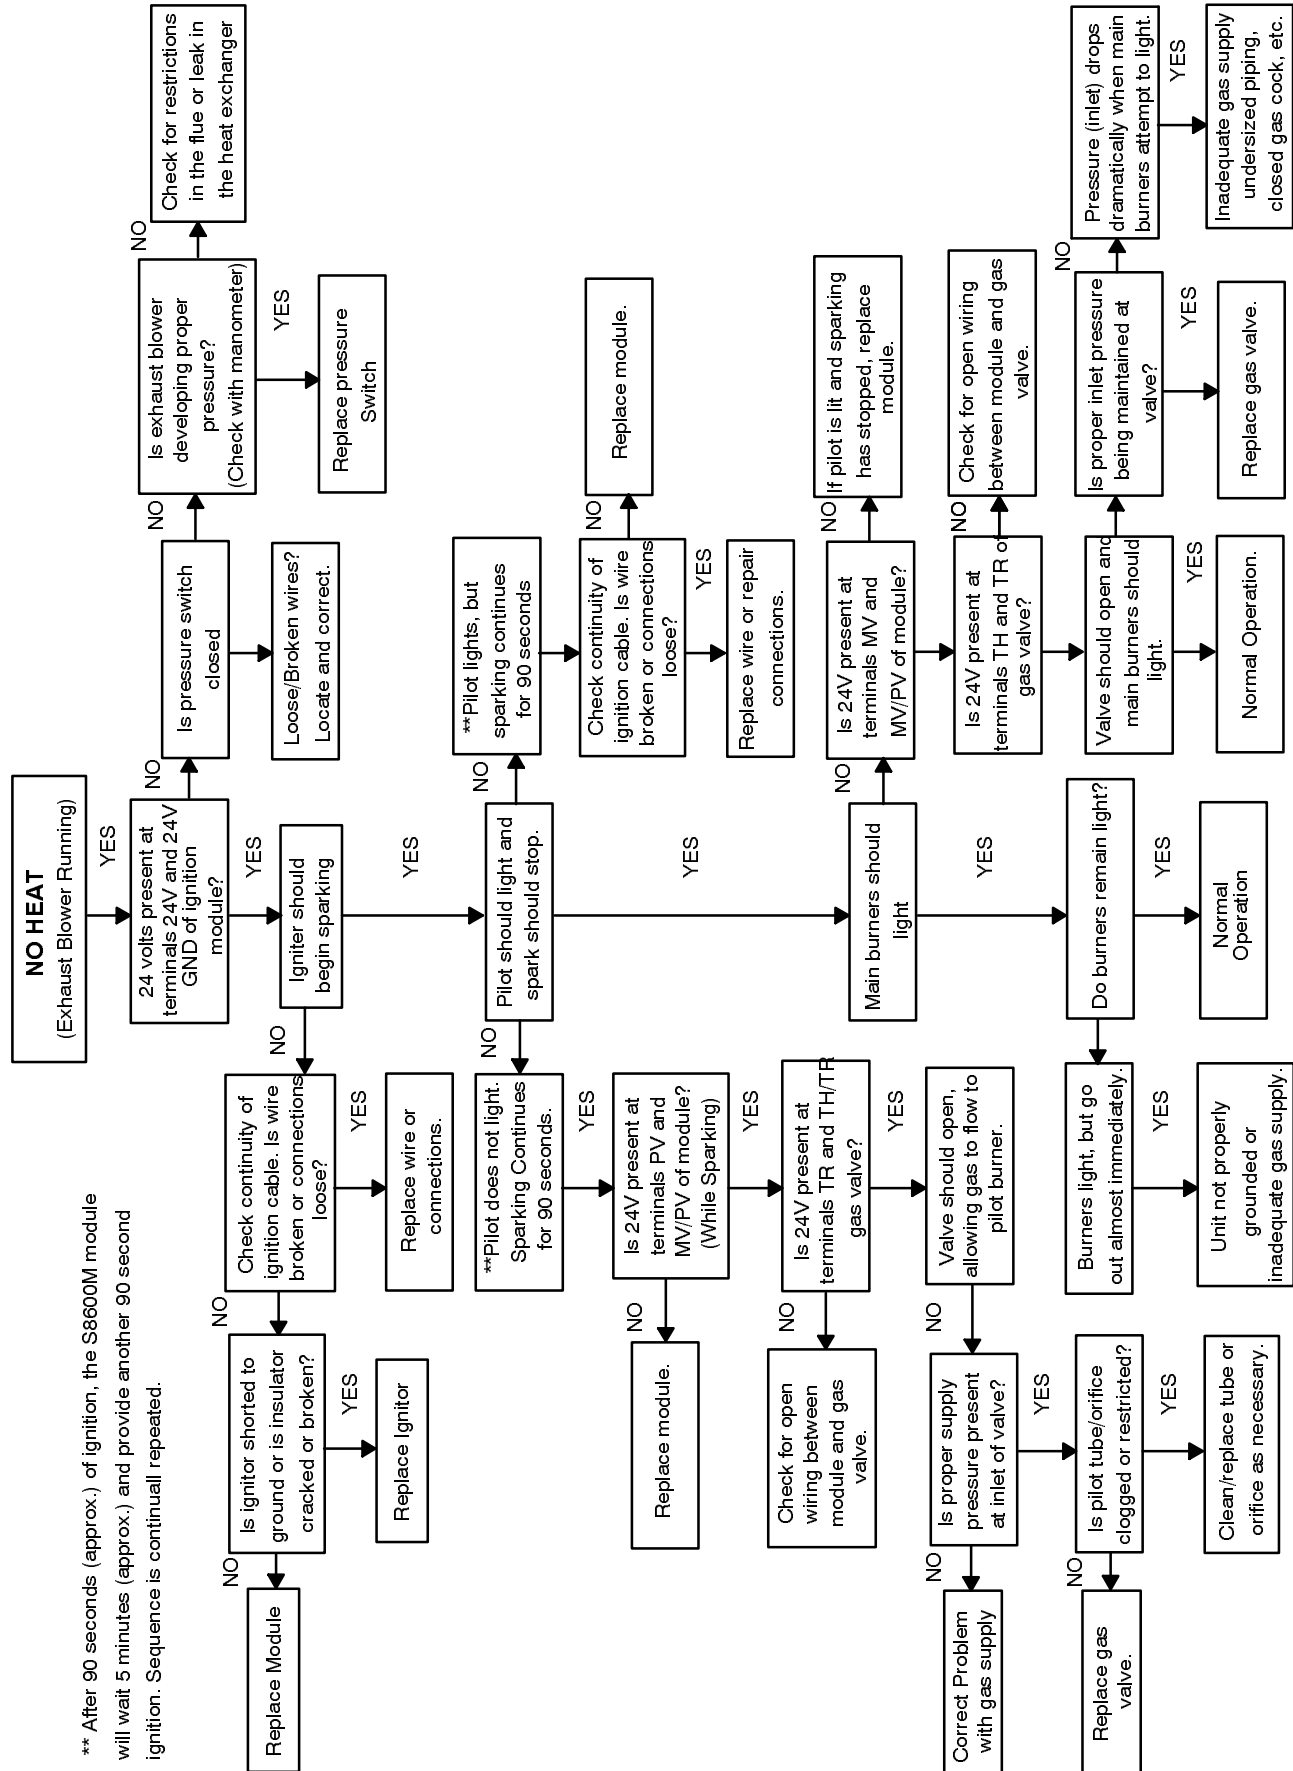 NO HEAT
(Exhaust Blower Running)
YES
24 volts present at
terminals 24V and 24V
GND of ignition
module?
NO
Is pressure switch
closed
NO
Is exhaust blower
developing proper
pressure?
(Check with manometer)
NO
Check for restrictions
in the flue or leak in
the heat exchanger
YES
Replace pressure
Switch
Loose/Broken wires?
Locate and correct.
YES
Igniter should
begin sparking
NO
Check continuity of
ignition cable. Is wire
broken or connections
loose?
NO
Is ignitor shorted to
ground or is insulator
cracked or broken?
NO
Replace Module
YES
Replace Ignitor
YES
Replace wire or
connections.
YES
Pilot should light and
spark should stop.
NO
**Pilot lights, but
sparking continues
for 90 seconds
Check continuity of
ignition cable. Is wire
broken or connections
loose?
NO
Replace module.
YES
Replace wire or repair
connections.
NO
**Pilot does not light.
Sparking Continues
for 90 seconds.
YES
Is 24V present at
terminals PV and
MV/PV of module?
(While Sparking)
NO
Replace module.
YES
Is 24V present at
terminals TR and TH/TR
gas valve?
NO
Check for open
wiring between
module and gas
valve.
YES
Valve should open,
allowing gas to flow to
pilot burner.
NO
Is proper supply
pressure present
at inlet of valve?
NO
Correct Problem
with gas supply
YES
Is pilot tube/orifice
clogged or restricted?
NO
Replace gas
valve.
YES
Clean/replace tube or
orifice as necessary.
YES
Main burners should
light
NO
Is 24V present at
terminals MV and
MV/PV of module?
NO
If pilot is lit and sparking
has stopped, replace
module.
Is 24V present at
terminals TH and TR of
gas valve?
NO
Check for open wiring
between module and gas
valve.
Valve should open and
main burners should
light.
Is proper inlet pressure
being maintained at
valve?
NO
Pressure (inlet) drops
dramatically when main
burners attempt to light.
YES
Inadequate gas supply
undersized piping,
closed gas cock, etc.
YES
Replace gas valve.
YES
Normal Operation.
YES
Do burners remain light?
YES
Normal
Operation
Burners light, but go
out almost immediately.
YES
Unit not properly
grounded or
inadequate gas supply.
** After 90 seconds (approx.) of ignition, the S8600M module
will wait 5 minutes (approx.) and provide another 90 second
ignition. Sequence is continuall repeated.